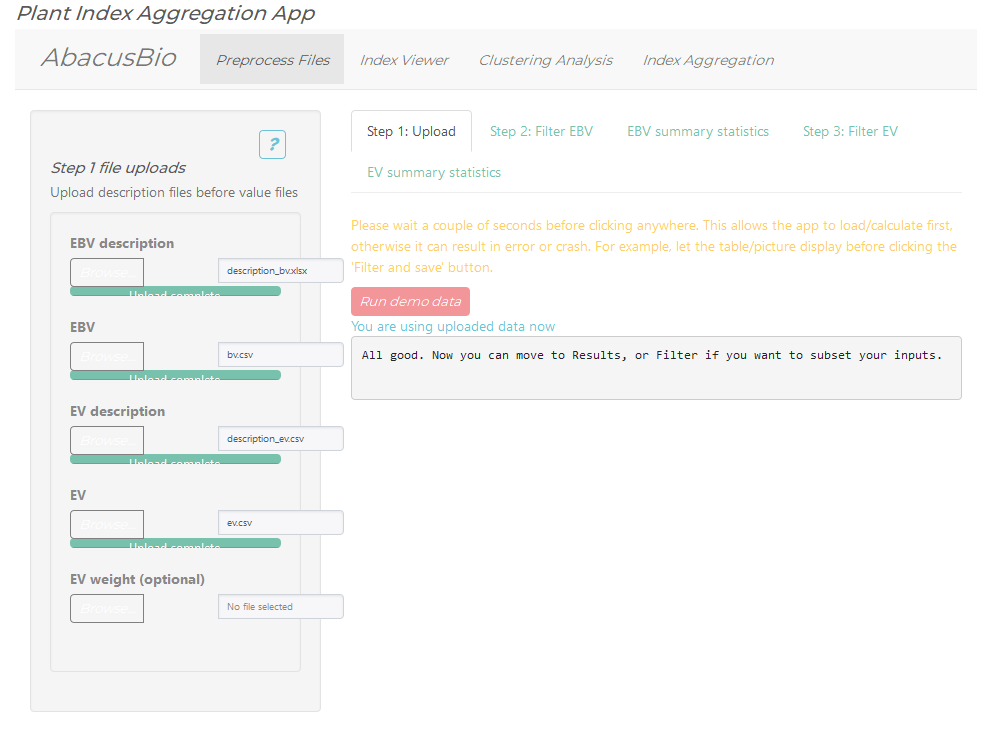 Plant Index Aggregation App
AbacusBio
Preprocess Files
Index Viewer
Clustering Analysis
Index Aggregation
?
Step 1 file uploads
Upload description files before value files
EBV description
Browse...
description_bv.xlsx
Upload complete
EBV
Browse...
bv.csv
Upload complete
EV description
Browse...
description_ev.csv
Upload complete
EV
Browse...
ev.csv
Upload complete
EV weight (optional)
Browse...
No file selected
Step 1: Upload
Step 2: Filter EBV
EBV summary statistics
Step 3: Filter EV
EV summary statistics
Please wait a couple of seconds before clicking anywhere. This allows the app to load/calculate first,
otherwise it can result in error or crash. For example, let the table/picture display before clicking the
'Filter and save' button.
Run demo data
You are using uploaded data now
All good. Now you can move to Results, or Filter if you want to subset your inputs.